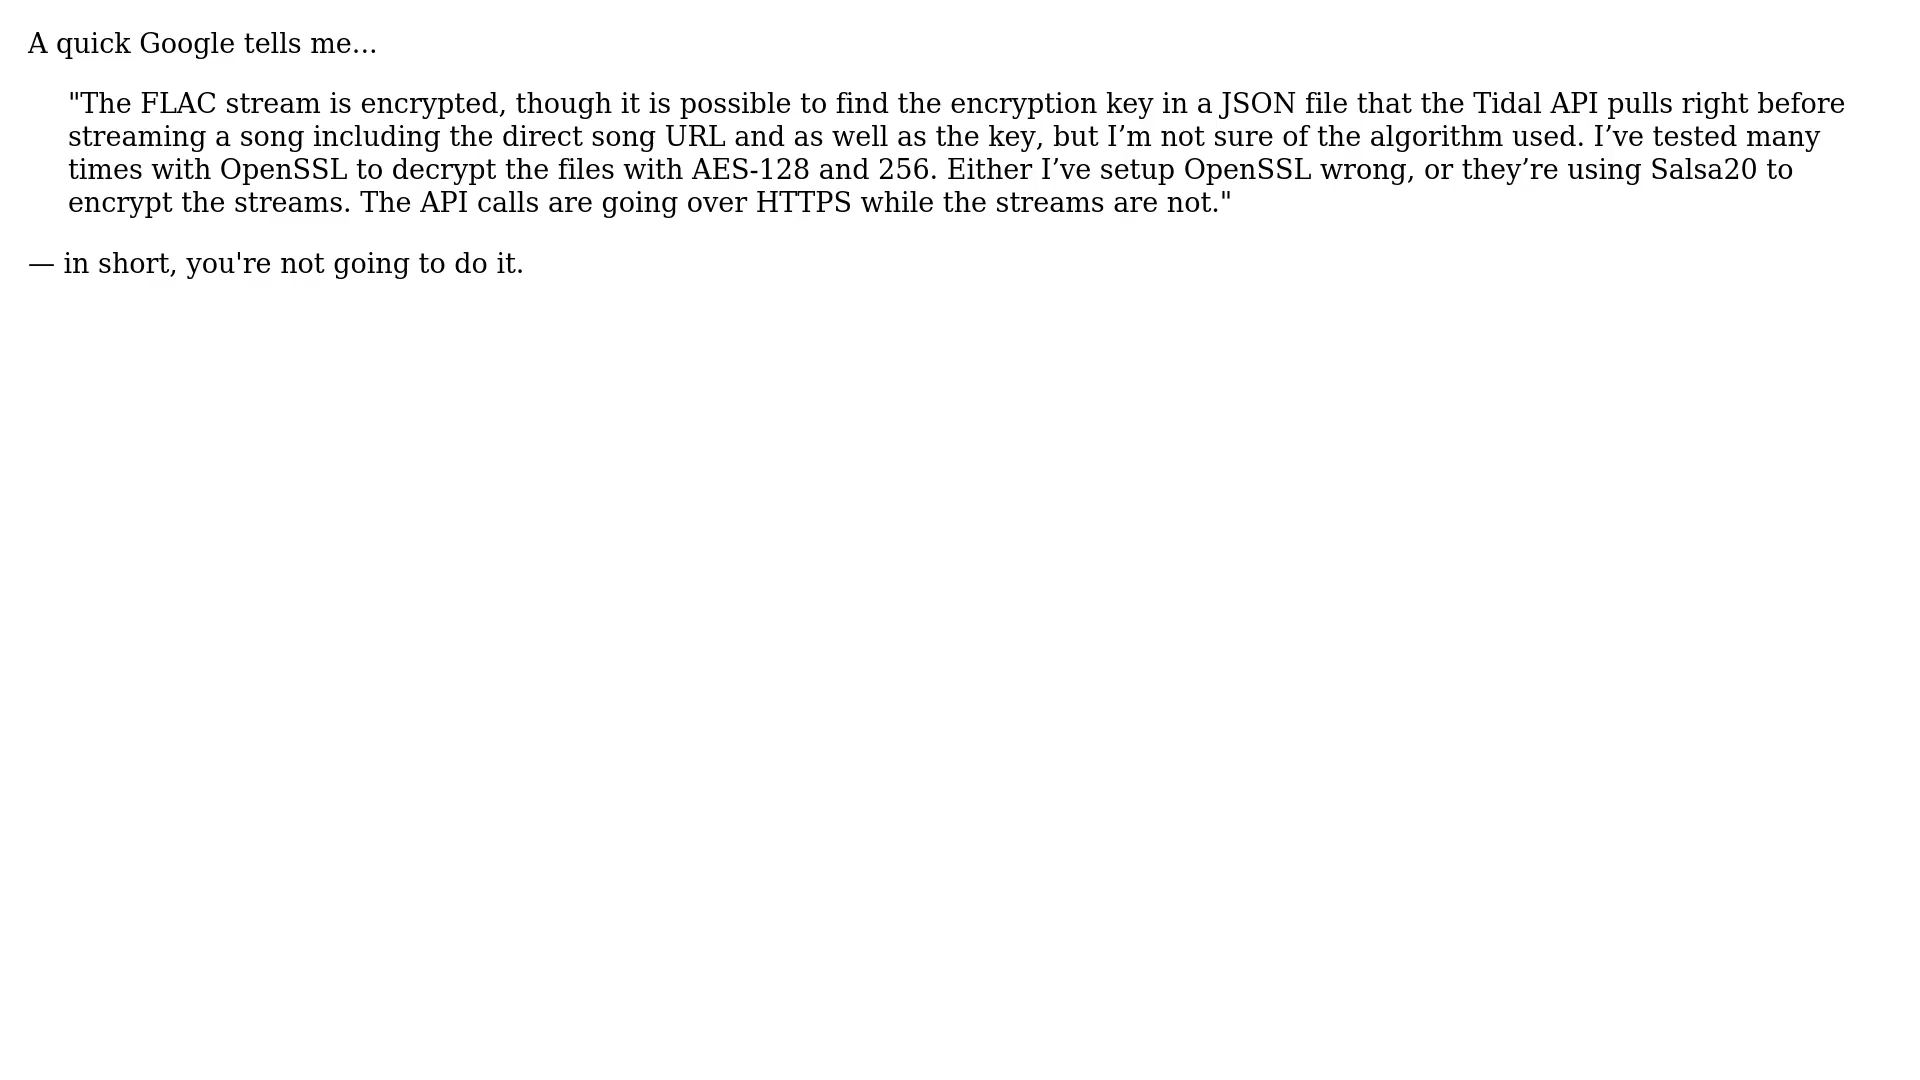 A quick Google tells me...
"The FLAC stream is encrypted, though it is possible to find the encryption key in a JSON file that the Tidal API pulls right before
streaming a song including the direct song URL and as well as the key, but I’m not sure of the algorithm used. I’ve tested many
times with OpenSSL to decrypt the files with AES-128 and 256. Either I’ve setup OpenSSL wrong, or they’re using Salsa20 to
encrypt the streams. The API calls are going over HTTPS while the streams are not."
— in short, you're not going to do it.